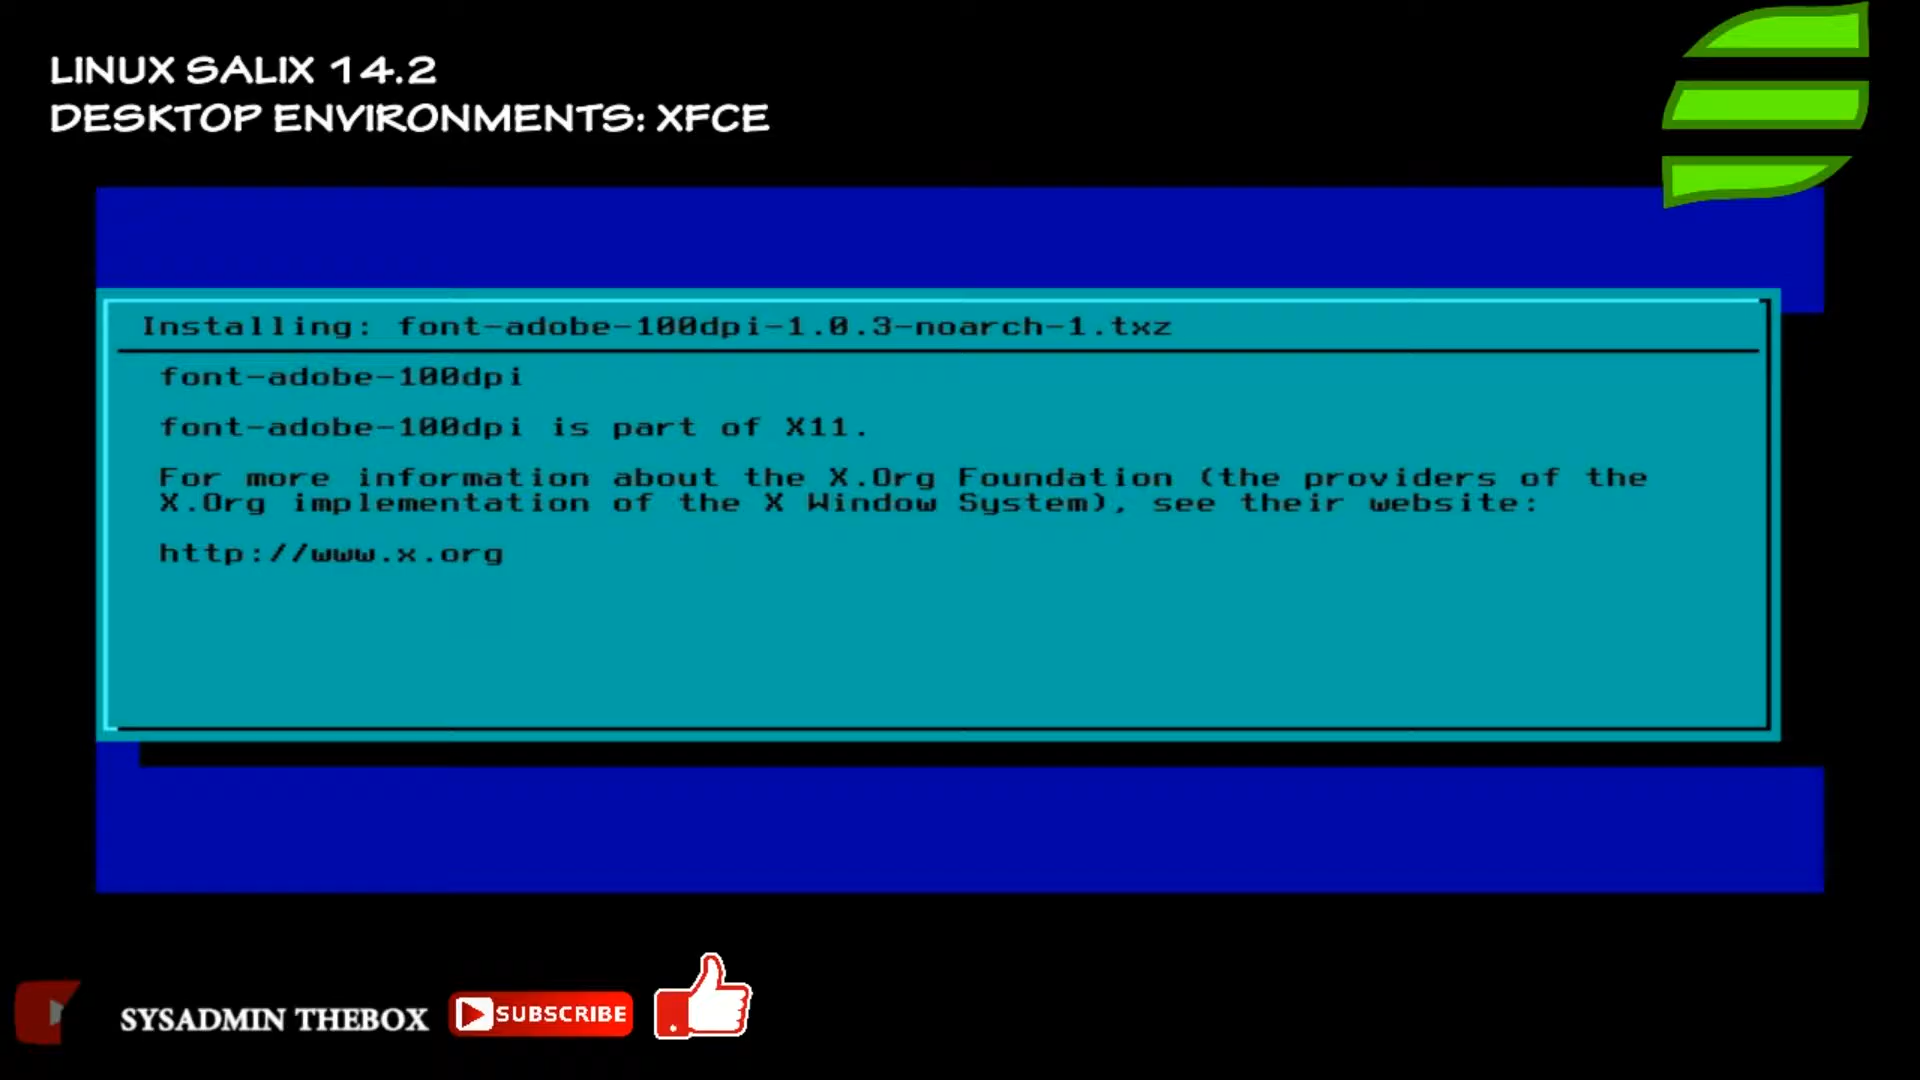 LINUX SALIX 14.2
DESKTOP ENVIRONMENTS: XFCE
Installing: font-adobe-100dpi-1.0.3-noarch-1.txz
font-adobe-100dpi
font-adobe-100dpi is part of X11.
For more information about the X.Org Foundation (the providers of the
X.Org implementation of the X Window System), see their website:
http://www.x.org
SYSADMIN THEBOX
SUBSCRIBE